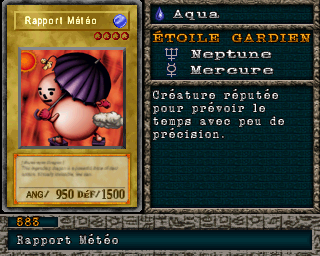 Rapport Météo
ANG/ 950 DÉF/1500
Aqua
ÉTOILE GARDIEN
Neptune
Mercure
Créature réputée
pour prévoir le
temps avec peu de
précision.
583
Rapport Météo